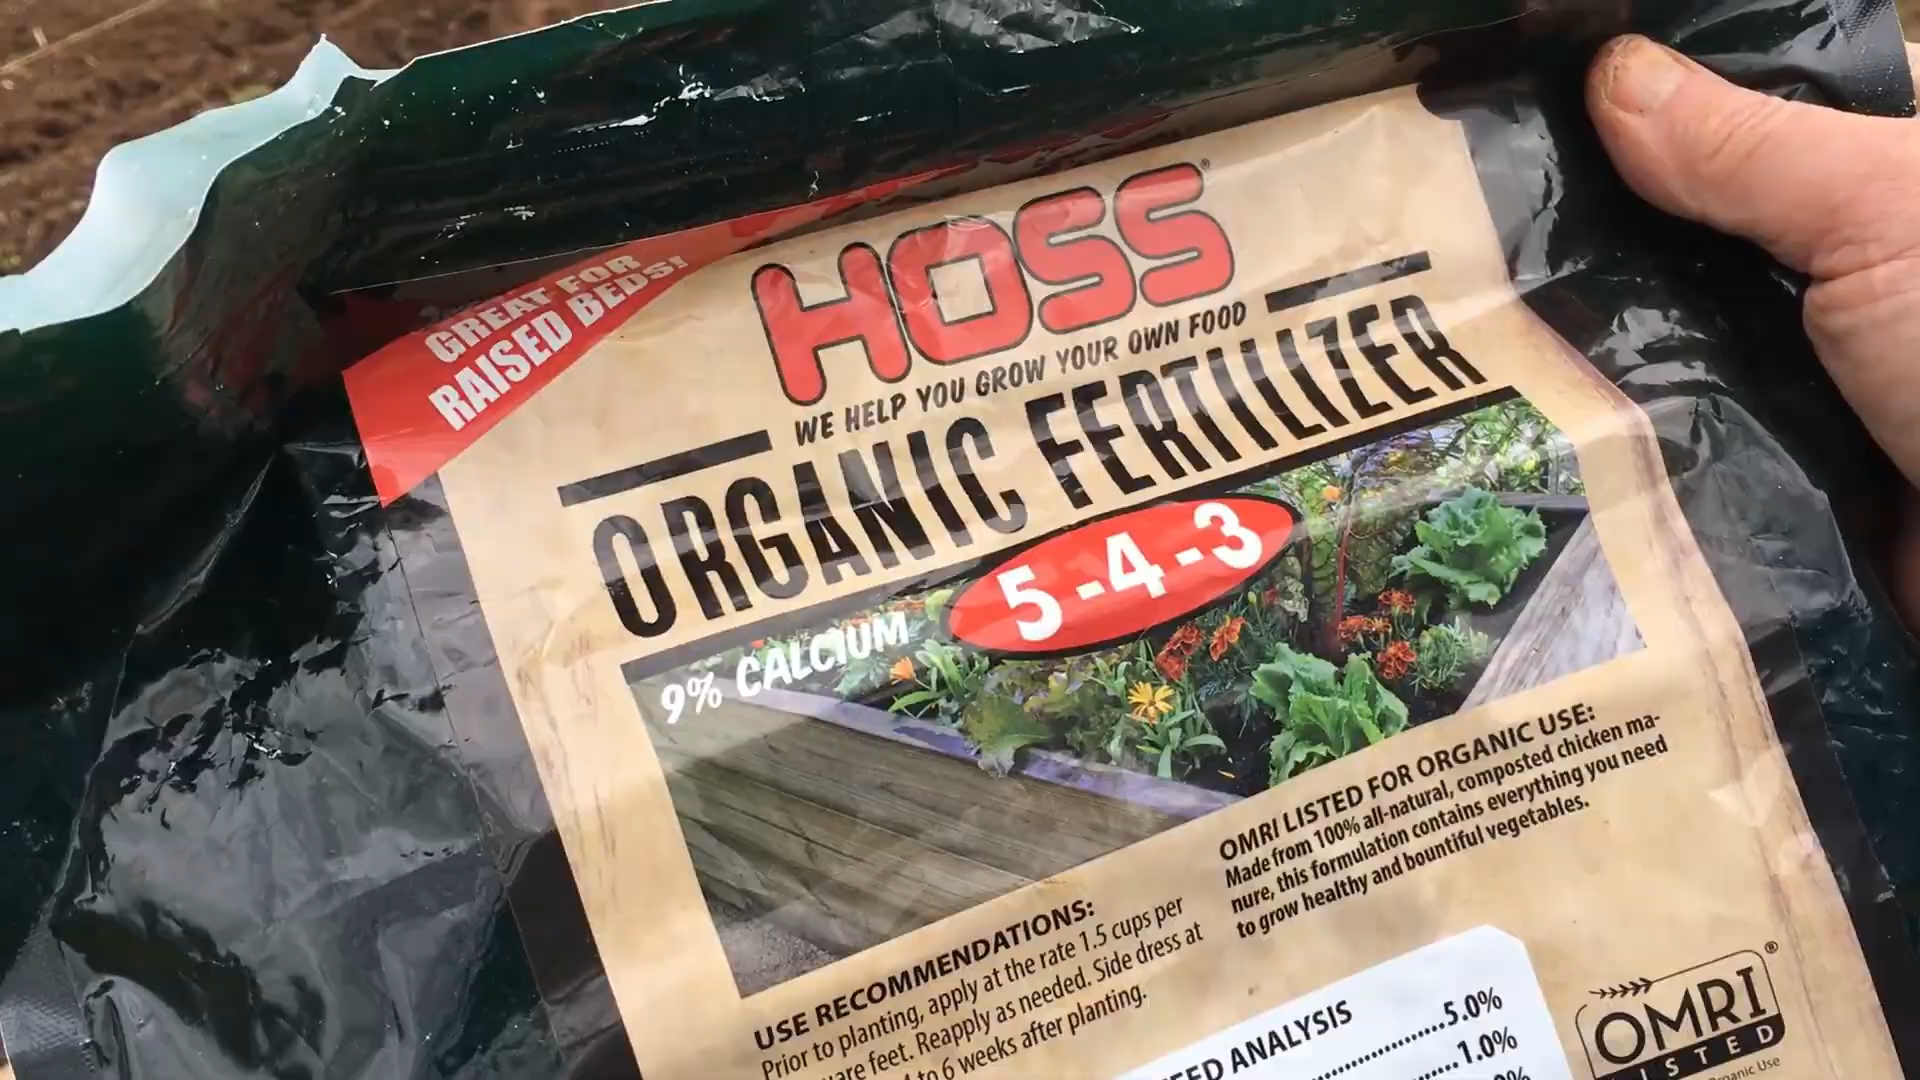 GREAT FOR
RAISED BEDS!
HOSS®
WE HELP YOU GROW YOUR OWN FOOD
ORGANIC FERTILIZER
5-4-3
9% CALCIUM
OMRI LISTED FOR ORGANIC USE:
Made from 100% all-natural, composted chicken ma-
nure, this formulation contains everything you need
to grow healthy and bountiful vegetables.
USE RECOMMENDATIONS:
Prior to planting, apply at the rate 1.5 cups per
feet. Reapply as needed. Side dress at
to 6 weeks after planting.
ANALYSIS
5.0%
1.0%
OMRI®
LISTED
Use